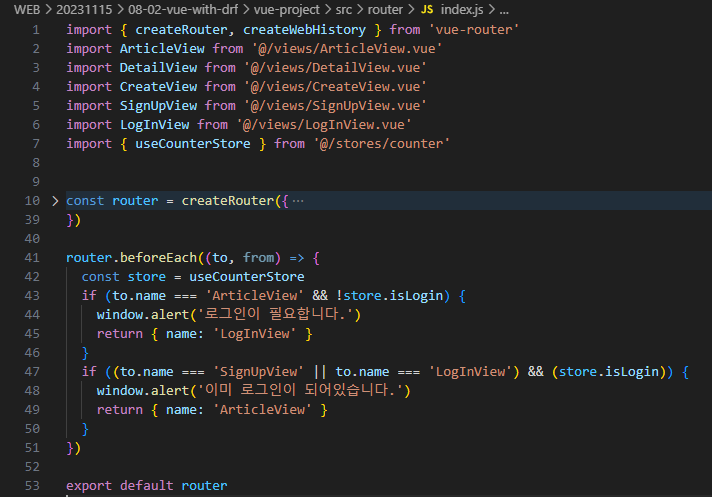 WEB > 20231115 > 08-02-vue-with-drf > vue-project > src > router > JS index.js > ...
1 import { createRouter, createWebHistory } from 'vue-router'
2 import ArticleView from '@/views/ArticleView.vue'
3 import DetailView from '@/views/DetailView.vue'
4 import CreateView from '@/views/CreateView.vue'
5 import SignUpView from '@/views/SignUpView.vue'
6 import LogInView from '@/views/LogInView.vue'
7 import { useCounterStore } from '@/stores/counter'
8
9
10 > const router = createRouter({ ...
39 })
40
41 router.beforeEach((to, from) => {
42   const store = useCounterStore
43   if (to.name === 'ArticleView' && !store.isLogin) {
44     window.alert('로그인이 필요합니다.')
45     return { name: 'LogInView' }
46   }
47   if ((to.name === 'SignUpView' || to.name === 'LogInView') && (store.isLogin)) {
48     window.alert('이미 로그인이 되어있습니다.')
49     return { name: 'ArticleView' }
50   }
51 })
52
53 export default router